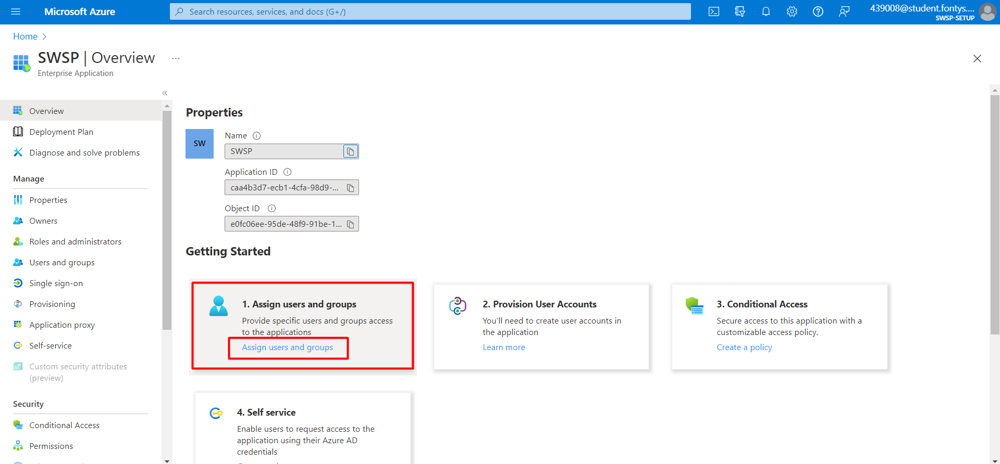 Microsoft Azure
Search resources, services, and docs (G+/)
439008@student.fontys....
SWSP-SETUP
Home
SWSP | Overview
...
Enterprise Application
Overview
Deployment Plan
Diagnose and solve problems
Manage
Properties
Owners
Roles and administrators
Users and groups
Single sign-on
Provisioning
Application proxy
Self-service
Custom security attributes
(preview)
Security
Conditional Access
Permissions
Properties
SW
Name
SWSP
Application ID
caa4b3d7-ecb1-4cfa-98d9-...
Object ID
e0fc06ee-95de-48f9-91be-1...
Getting Started
1. Assign users and groups
Provide specific users and groups access
to the applications
Assign users and groups
2. Provision User Accounts
You'll need to create user accounts in
the application
Learn more
3. Conditional Access
Secure access to this application with a
customizable access policy.
Create a policy
4. Self service
Enable users to request access to the
application using their Azure AD
credentials